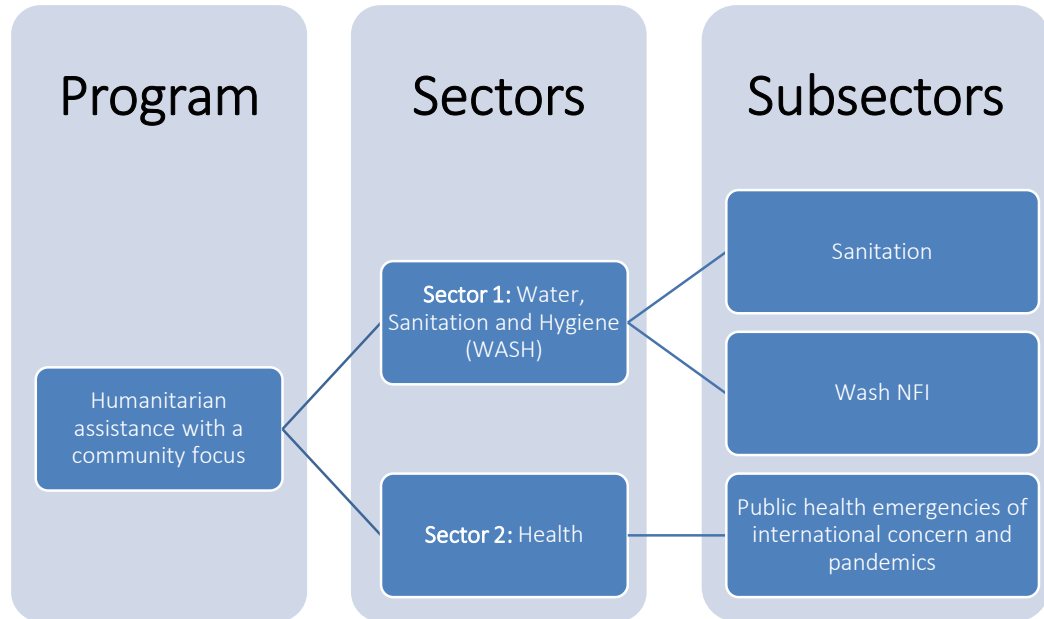 Program
Sectors
Subsectors
Humanitarian
assistance with a
community focus
Sector 1: Water,
Sanitation and Hygiene
(WASH)
Sector 2: Health
Sanitation
Wash NFI
Public health emergencies of
international concern and
pandemics